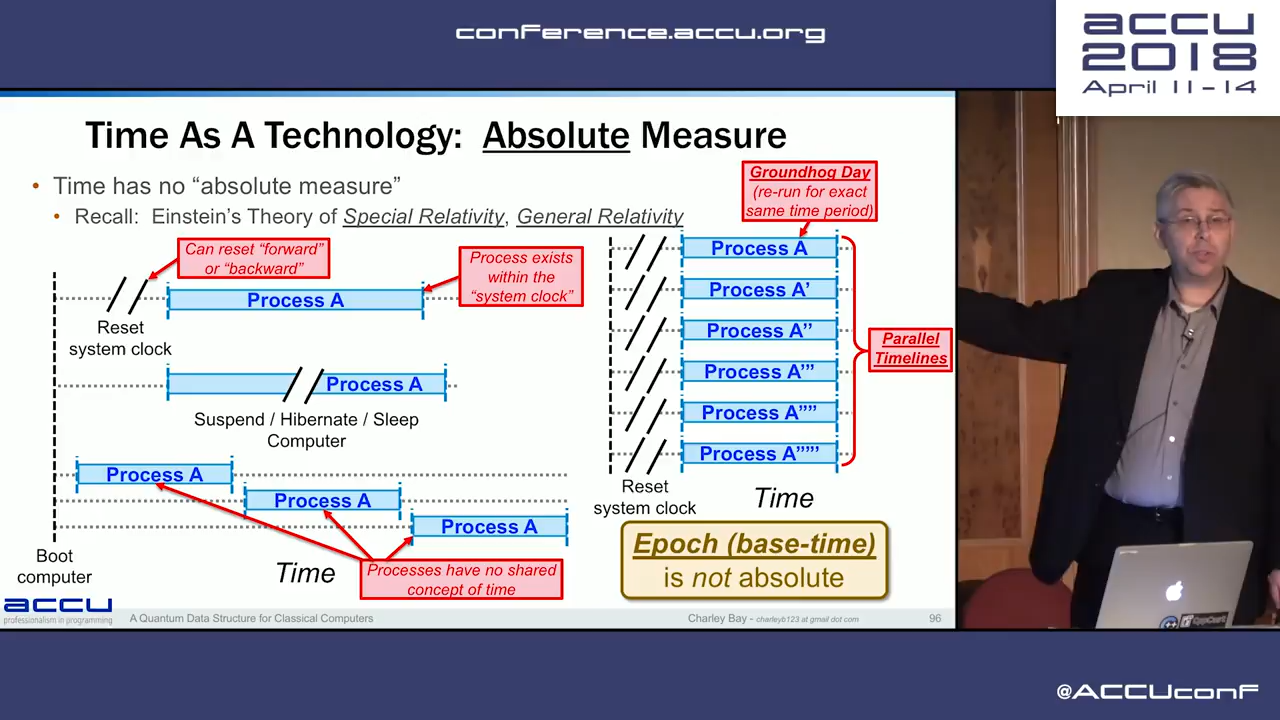 conference.accu.org
accu
2018
April 11-14
Time As A Technology: Absolute Measure
• Time has no “absolute measure”
• Recall: Einstein’s Theory of Special Relativity, General Relativity
Can reset “forward”
or “backward”
Process exists
within the
“system clock”
Process A
Reset
system clock
Process A
Suspend / Hibernate / Sleep
Computer
Process A
Process A
Process A
Boot
computer
Time
Processes have no shared
concept of time
Groundhog Day
(re-run for exact
same time period)
Process A
Process A’
Process A’’
Process A’’’
Process A’’’’
Process A’’’’’
Parallel
Timelines
Reset
system clock
Time
Epoch (base-time)
is not absolute
accu
professionalism in programming
A Quantum Data Structure for Classical Computers
Charley Bay - charleyb123 at gmail dot com
96
@ACCUconf